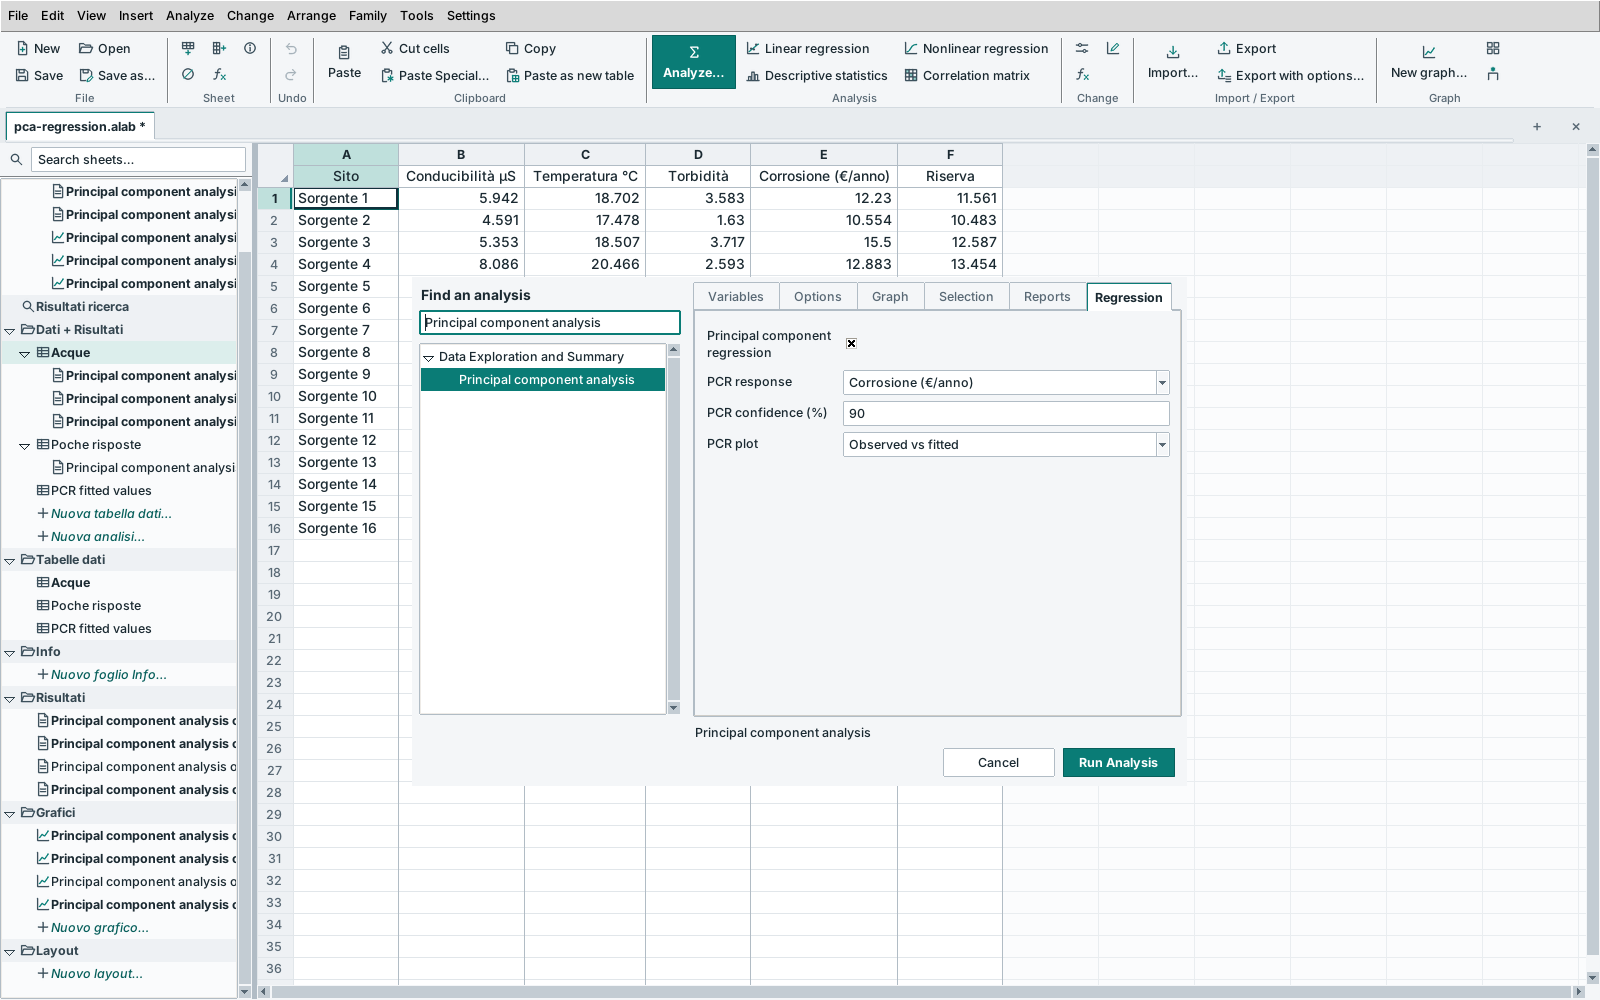 File Edit View Insert Analyze Change Arrange Family Tools Settings
New Open
Save Save as...
File
Sheet
Undo
Paste
Cut cells Copy
Paste Special... Paste as new table
Clipboard
Analyze...
Linear regression Nonlinear regression
Descriptive statistics Correlation matrix
Analysis
Change
Import...
Export
Export with options...
Import / Export
New graph...
Graph
pca-regression.alab *
Search sheets...
Principal component analysi
Principal component analysi
Principal component analysi
Principal component analysi
Principal component analysi
Risultati ricerca
Dati + Risultati
Acque
Principal component analysi
Principal component analysi
Principal component analysi
Poche risposte
Principal component analysi
PCR fitted values
Nuova tabella dati...
Nuova analisi...
Tabelle dati
Acque
Poche risposte
PCR fitted values
Info
Nuovo foglio Info...
Risultati
Principal component analysis o
Principal component analysis o
Principal component analysis o
Principal component analysis o
Grafici
Principal component analysis o
Principal component analysis o
Principal component analysis o
Principal component analysis o
Nuovo grafico...
Layout
Nuovo layout...
A B C D E F
Sito Conducibilità µS Temperatura °C Torbidità Corrosione (€/anno) Riserva
1 Sorgente 1 5.942 18.702 3.583 12.23 11.561
2 Sorgente 2 4.591 17.478 1.63 10.554 10.483
3 Sorgente 3 5.353 18.507 3.717 15.5 12.587
4 Sorgente 4 8.086 20.466 2.593 12.883 13.454
5 Sorgente 5
6 Sorgente 6
7 Sorgente 7
8 Sorgente 8
9 Sorgente 9
10 Sorgente 10
11 Sorgente 11
12 Sorgente 12
13 Sorgente 13
14 Sorgente 14
15 Sorgente 15
16 Sorgente 16
17
18
19
20
21
22
23
24
25
26
27
28
29
30
31
32
33
34
35
36
Find an analysis
Principal component analysis
Data Exploration and Summary
Principal component analysis
Variables Options Graph Selection Reports Regression
Principal component
regression
PCR response Corrosione (€/anno)
PCR confidence (%) 90
PCR plot Observed vs fitted
Principal component analysis
Cancel Run Analysis